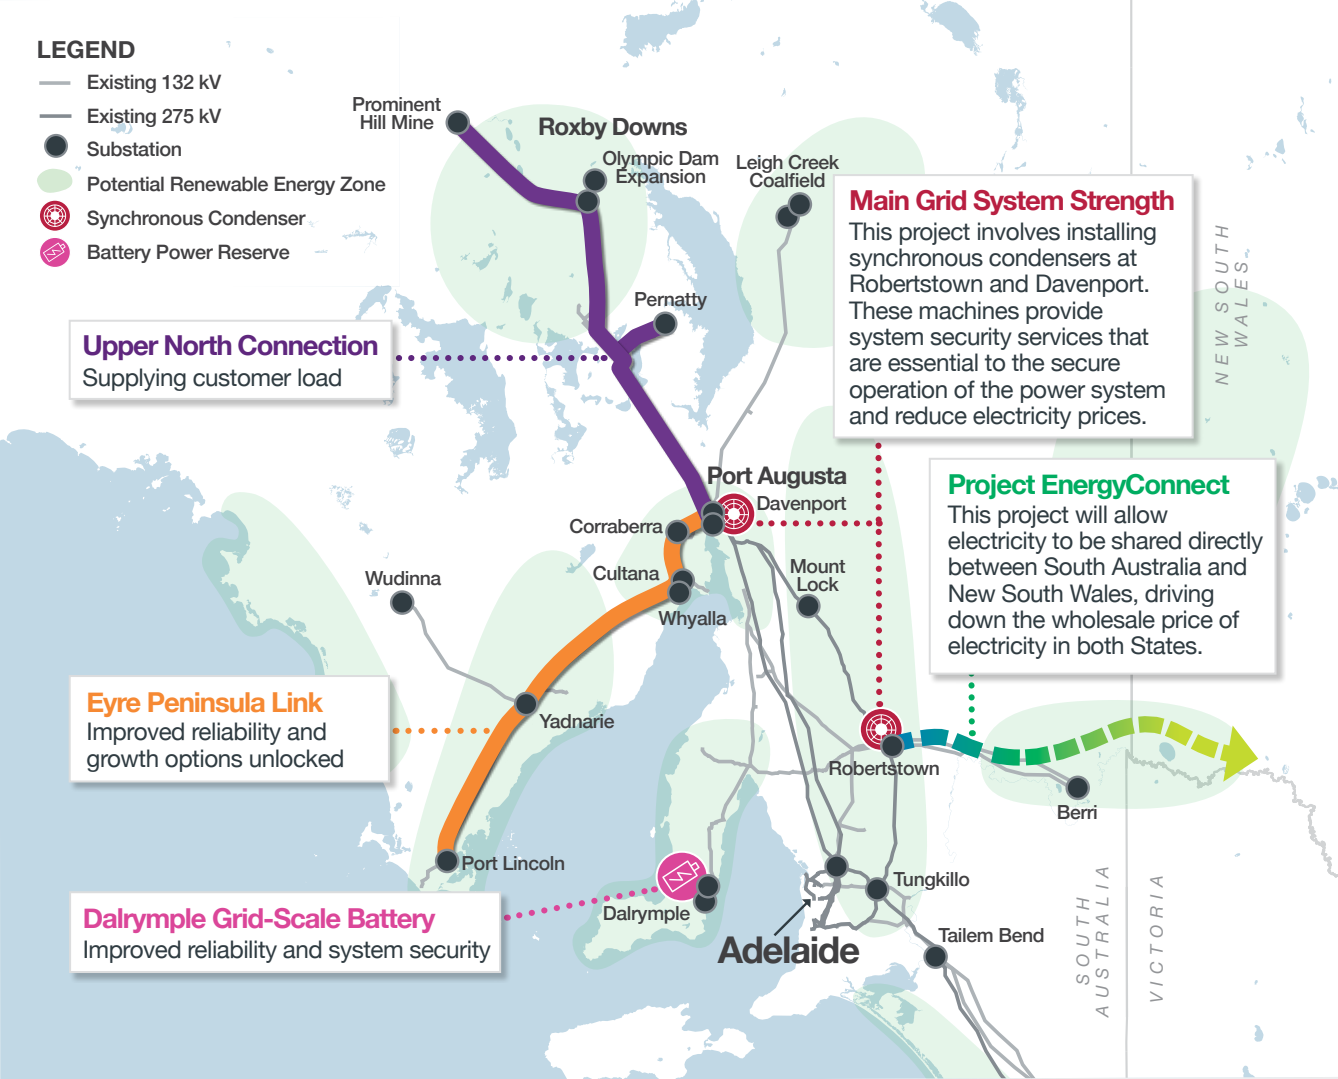 LEGEND
Existing 132 kV
Existing 275 kV
Substation
Potential Renewable Energy Zone
Synchronous Condenser
Battery Power Reserve
Prominent
Hill Mine
Roxby Downs
Olympic Dam
Expansion
Leigh Creek
Coalfield
Pernatty
Main Grid System Strength
This project involves installing
synchronous condensers at
Robertstown and Davenport.
These machines provide
system security services that
are essential to the secure
operation of the power system
and reduce electricity prices.
NEW SOUTH
WALES
Upper North Connection
Supplying customer load
Port Augusta
Davenport
Corraberra
Cultana
Whyalla
Wudinna
Mount
Lock
Project EnergyConnect
This project will allow
electricity to be shared directly
between South Australia and
New South Wales, driving
down the wholesale price of
electricity in both States.
Eyre Peninsula Link
Improved reliability and
growth options unlocked
Yadnarie
Robertstown
Berri
Port Lincoln
Dalrymple Grid-Scale Battery
Improved reliability and system security
Dalrymple
Tungkillo
Adelaide
Tailem Bend
SOUTH
AUSTRALIA
VICTORIA